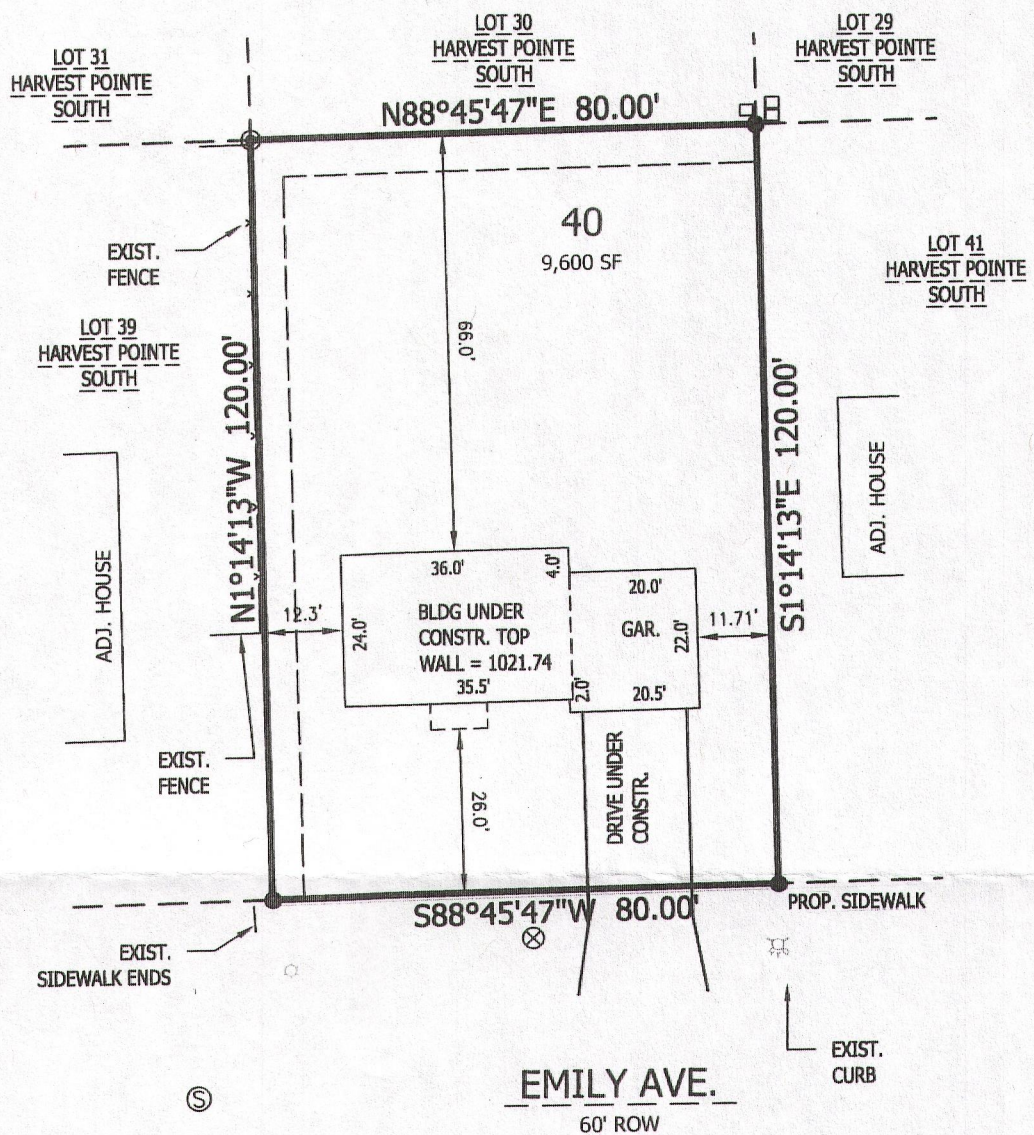 LOT 31
HARVEST POINTE
SOUTH
LOT 30
HARVEST POINTE
SOUTH
LOT 29
HARVEST POINTE
SOUTH
N88°45'47"E 80.00'
40
9,600 SF
EXIST.
FENCE
LOT 41
HARVEST POINTE
SOUTH
LOT 39
HARVEST POINTE
SOUTH
66.0'
N1°14'13"W 120.00'
S1°14'13"E 120.00'
ADJ. HOUSE
ADJ. HOUSE
36.0'
4.0'
20.0'
12.3'
24.0'
BLDG UNDER
CONSTR. TOP
WALL = 1021.74
GAR.
22.0'
11.71'
35.5'
2.0'
20.5'
EXIST.
FENCE
26.0'
DRIVE UNDER
CONSTR.
S88°45'47"W 80.00'
PROP. SIDEWALK
EXIST.
SIDEWALK ENDS
S
EXIST.
CURB
EMILY AVE.
60' ROW